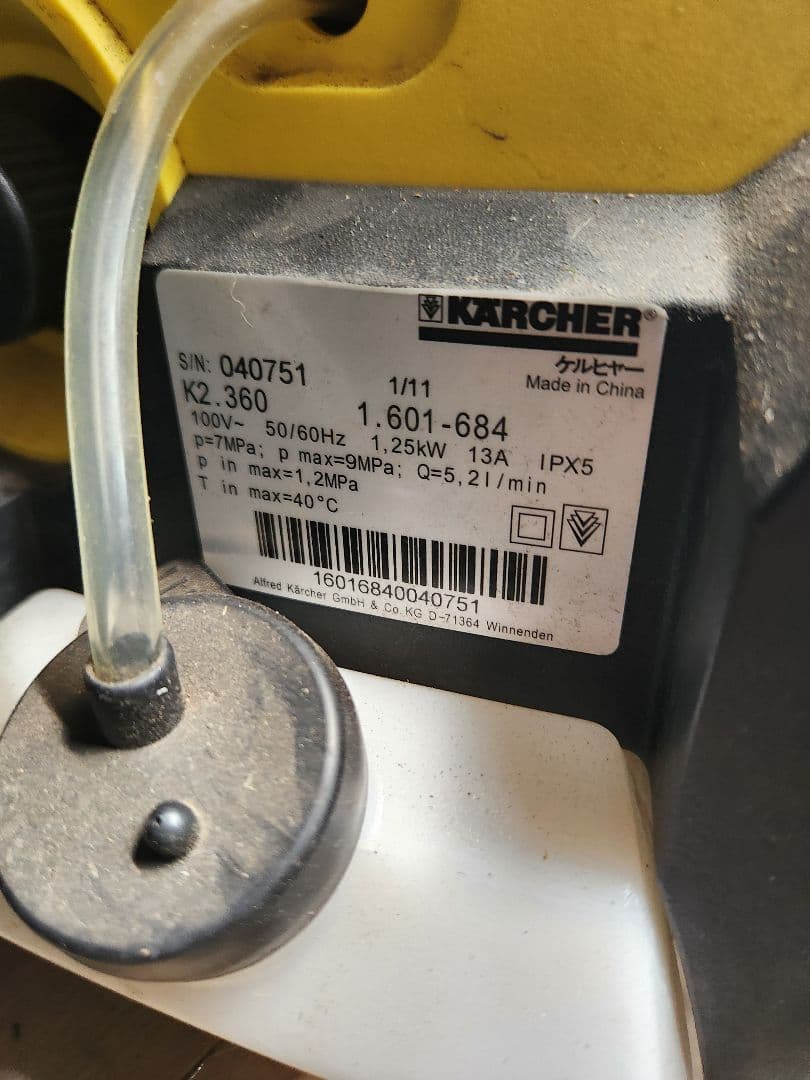 KÄRCHER®
ケルヒャー
Made in China
S/N: 040751
1/11
K2.360
1.601-684
100V~ 50/60Hz 1,25kW 13A IPX5
p=7MPa; p max=9MPa; Q=5,2l/min
p in max=1,2MPa
T in max=40°C
16016840040751
Alfred Kärcher GmbH & Co.KG D-71364 Winnenden